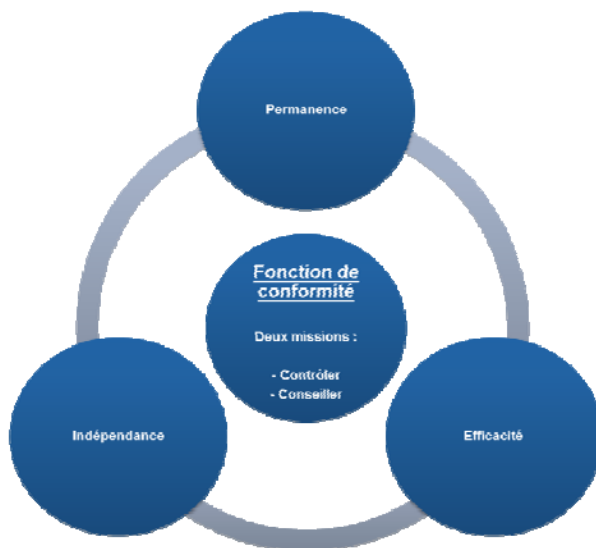 Permanence
Fonction de
conformité
Deux missions :
- Contrôler
- Conseiller
Indépendance
Efficacité